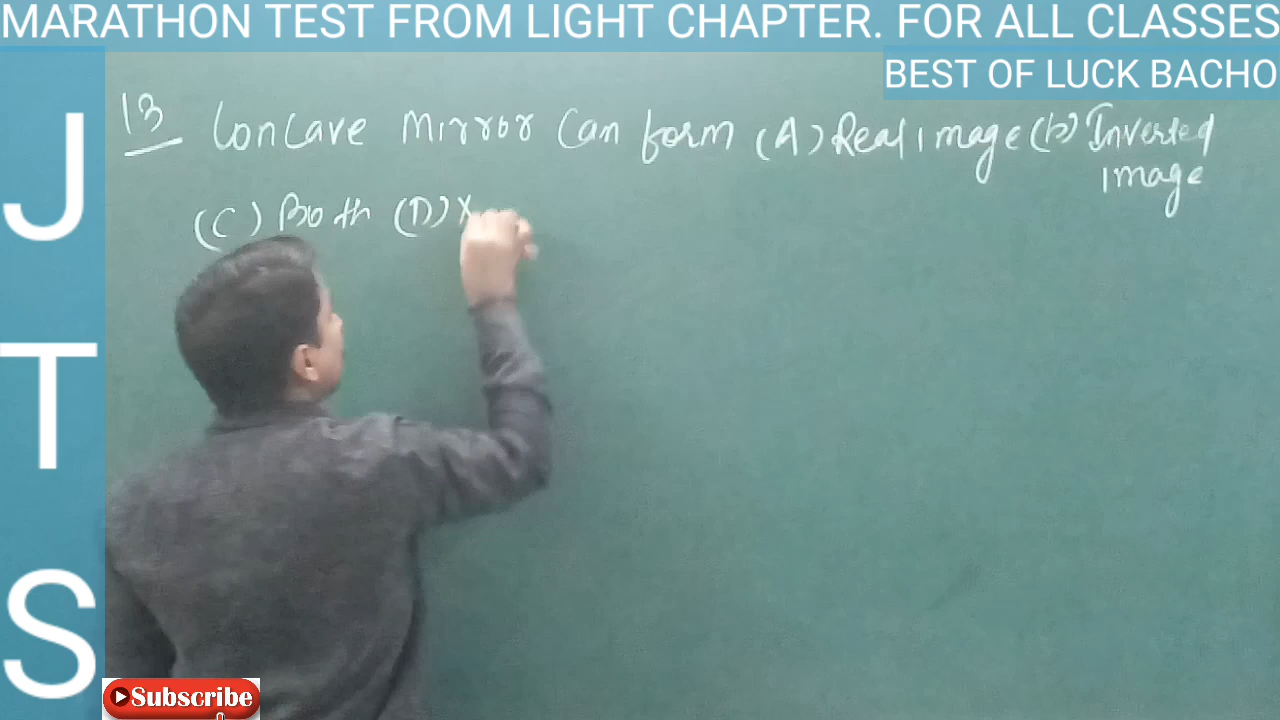 MARATHON TEST FROM LIGHT CHAPTER. FOR ALL CLASSES
BEST OF LUCK BACHO
J
T
S
13 Concave Mirror Can form (A) Real image (b) Inverted
image
(C) Both (D) X
Subscribe